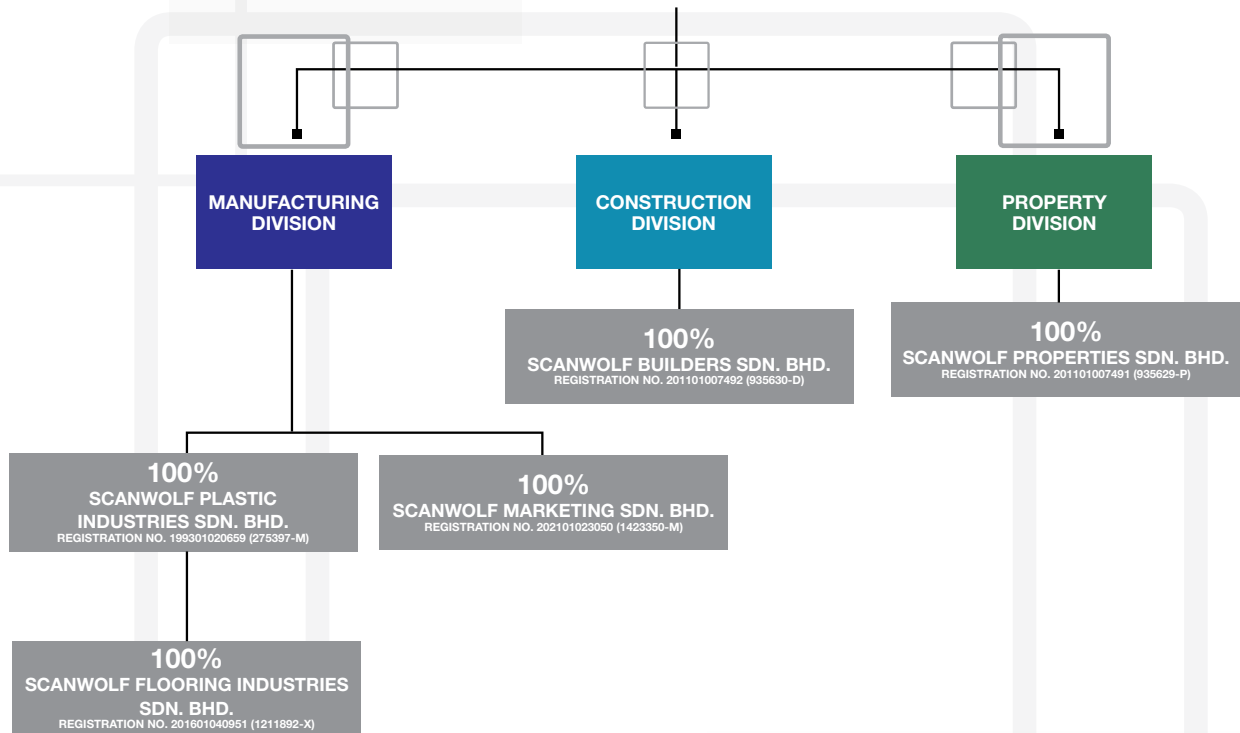 MANUFACTURING
DIVISION
CONSTRUCTION
DIVISION
PROPERTY
DIVISION
100%
SCANWOLF BUILDERS SDN. BHD.
REGISTRATION NO. 201101007492 (935630-D)
100%
SCANWOLF PROPERTIES SDN. BHD.
REGISTRATION NO. 201101007491 (935629-P)
100%
SCANWOLF PLASTIC
INDUSTRIES SDN. BHD.
REGISTRATION NO. 199301020659 (275397-M)
100%
SCANWOLF MARKETING SDN. BHD.
REGISTRATION NO. 202101023050 (1423350-M)
100%
SCANWOLF FLOORING INDUSTRIES
SDN. BHD.
REGISTRATION NO. 201601040951 (1211892-X)